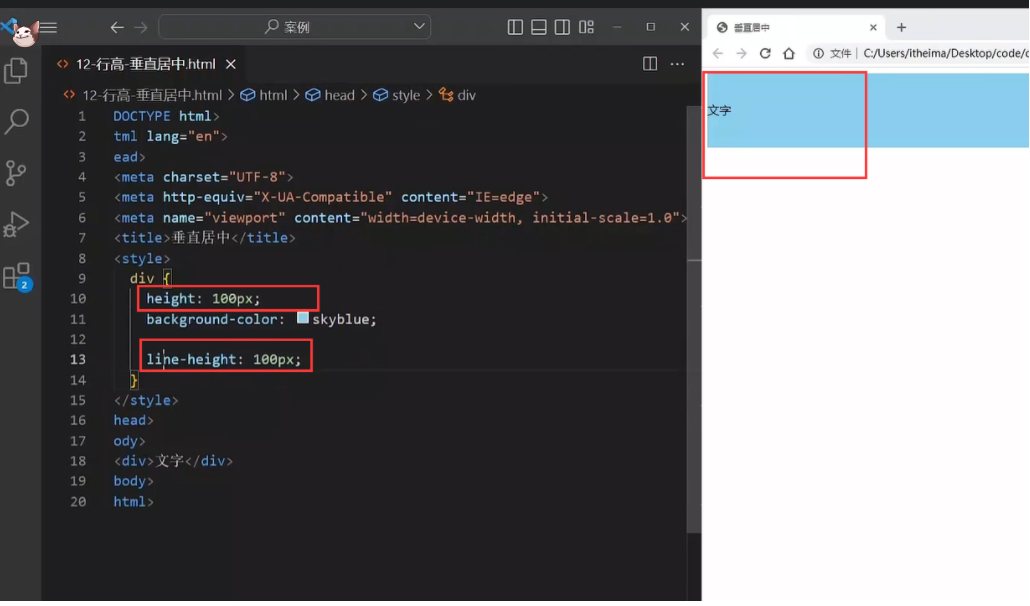 案例
12-行高-垂直居中.html
12-行高-垂直居中.html > html > head > style > div
1 DOCTYPE html>
2 tml lang="en">
3 ead>
4 <meta charset="UTF-8">
5 <meta http-equiv="X-UA-Compatible" content="IE=edge">
6 <meta name="viewport" content="width=device-width, initial-scale=1.0">
7 <title>垂直居中</title>
8 <style>
9 div {
10 height: 100px;
11 background-color: skyblue;
12
13 line-height: 100px;
14 }
15 </style>
16 head>
17 ody>
18 <div>文字</div>
19 body>
20 html>
2
垂直居中
文件 | C:/Users/itheima/Desktop/code/
文字